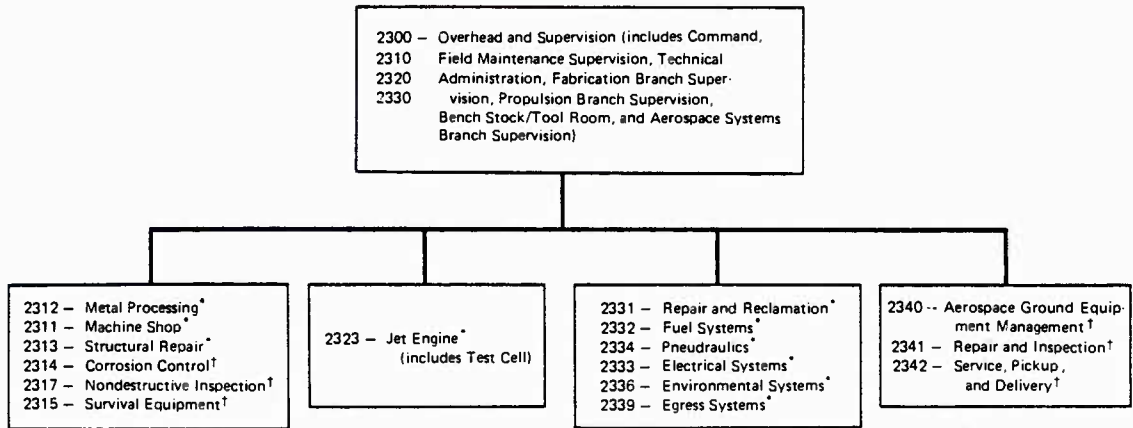 2300 – Overhead and Supervision (includes Command,
2310 Field Maintenance Supervision, Technical
2320 Administration, Fabrication Branch Super-
2330 vision, Propulsion Branch Supervision,
Bench Stock/Tool Room, and Aerospace Systems
Branch Supervision)
2312 – Metal Processing*
2311 – Machine Shop*
2313 – Structural Repair*
2314 – Corrosion Control†
2317 – Nondestructive Inspection†
2315 – Survival Equipment†
2323 – Jet Engine*
(includes Test Cell)
2331 – Repair and Reclamation*
2332 – Fuel Systems*
2334 – Pneudraulics*
2333 – Electrical Systems*
2336 – Environmental Systems*
2339 – Egress Systems*
2340 -- Aerospace Ground Equip-
ment Management†
2341 – Repair and Inspection†
2342 – Service, Pickup,
and Delivery†